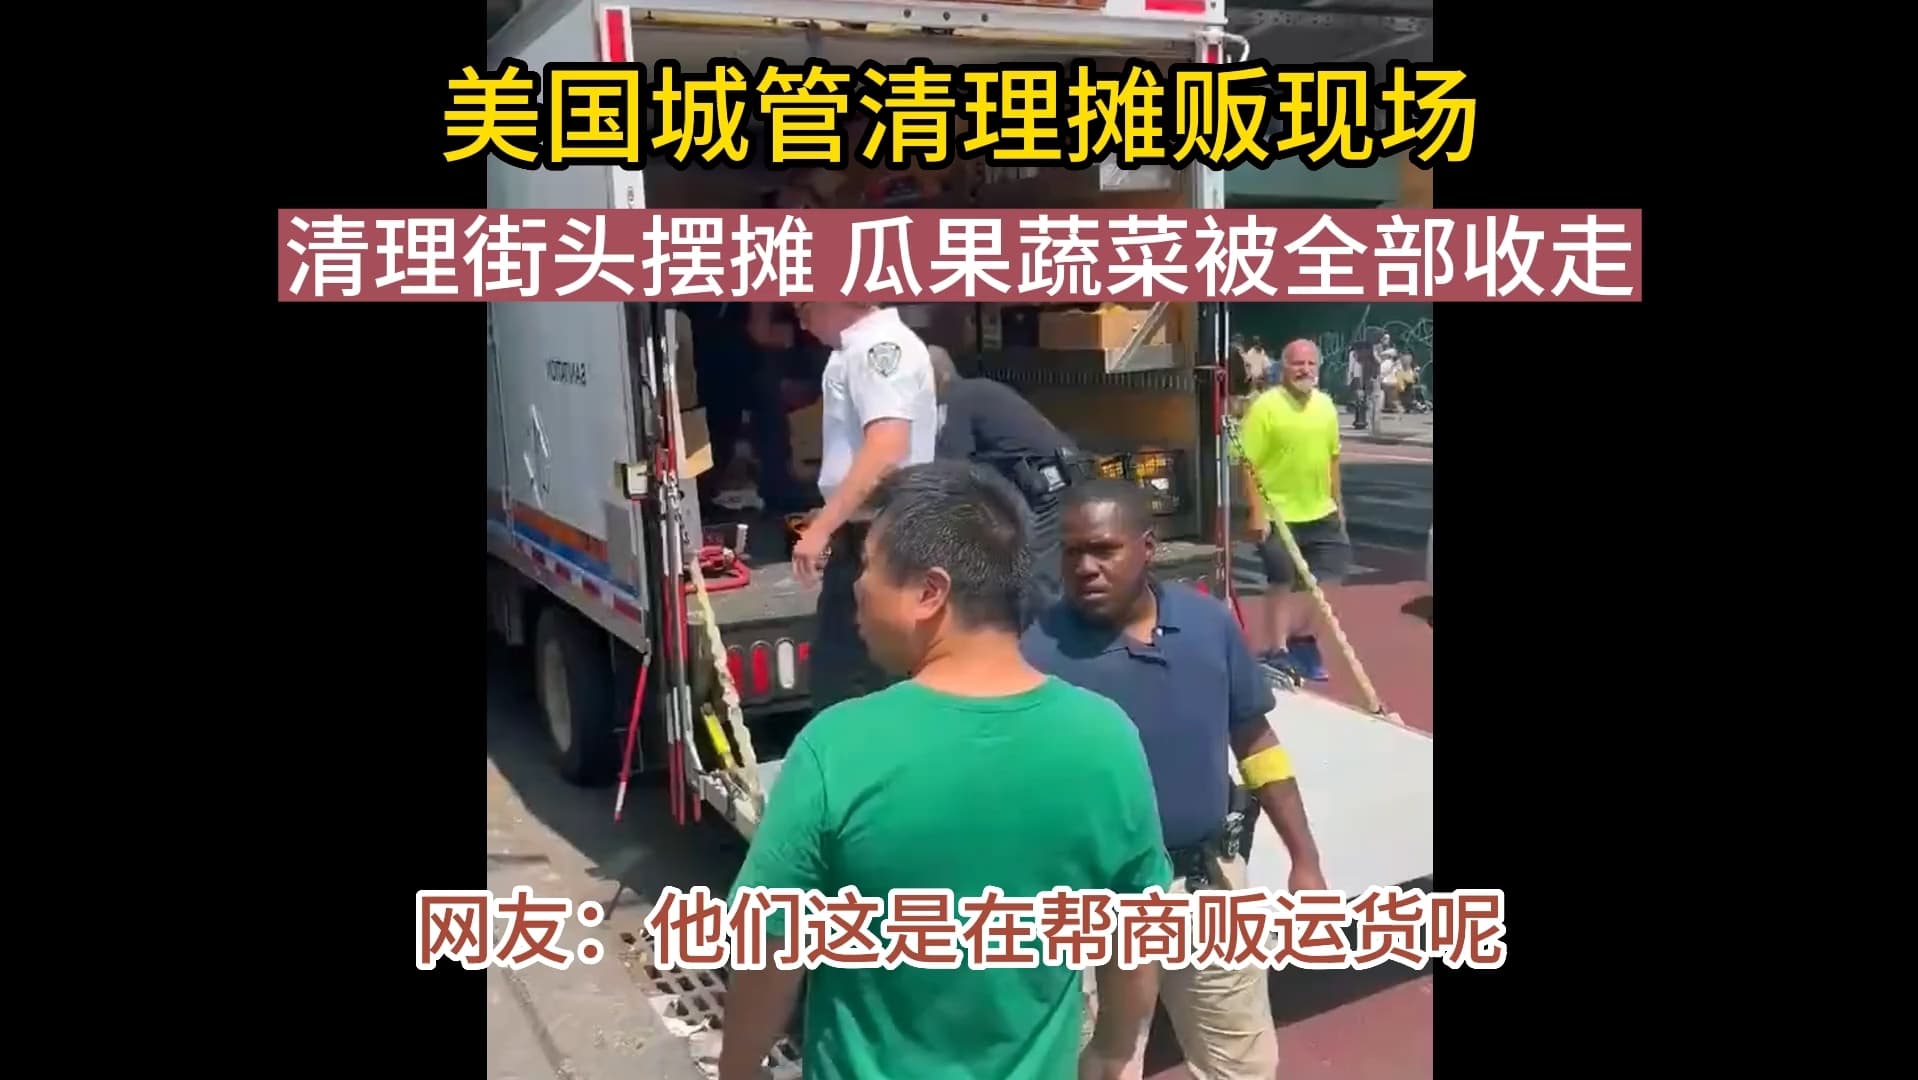 美国城管清理摊贩现场
清理街头摆摊 瓜果蔬菜被全部收走
SANITATION
网友：他们这是在帮商贩运货呢